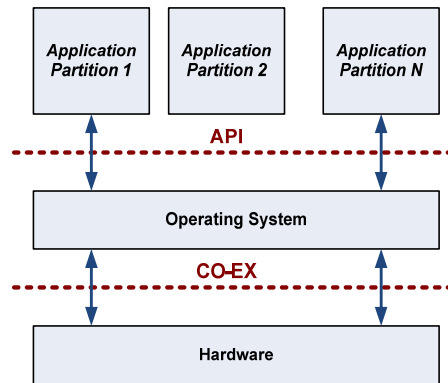 Application
Partition 1
Application
Partition 2
Application
Partition N
API
Operating System
CO-EX
Hardware